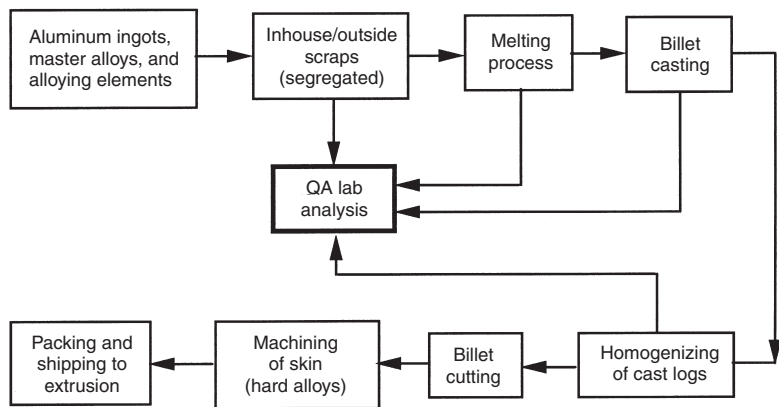 Aluminum ingots,
master alloys, and
alloying elements
Inhouse/outside
scraps
(segregated)
Melting
process
Billet
casting
QA lab
analysis
Packing and
shipping to
extrusion
Machining
of skin
(hard alloys)
Billet
cutting
Homogenizing
of cast logs